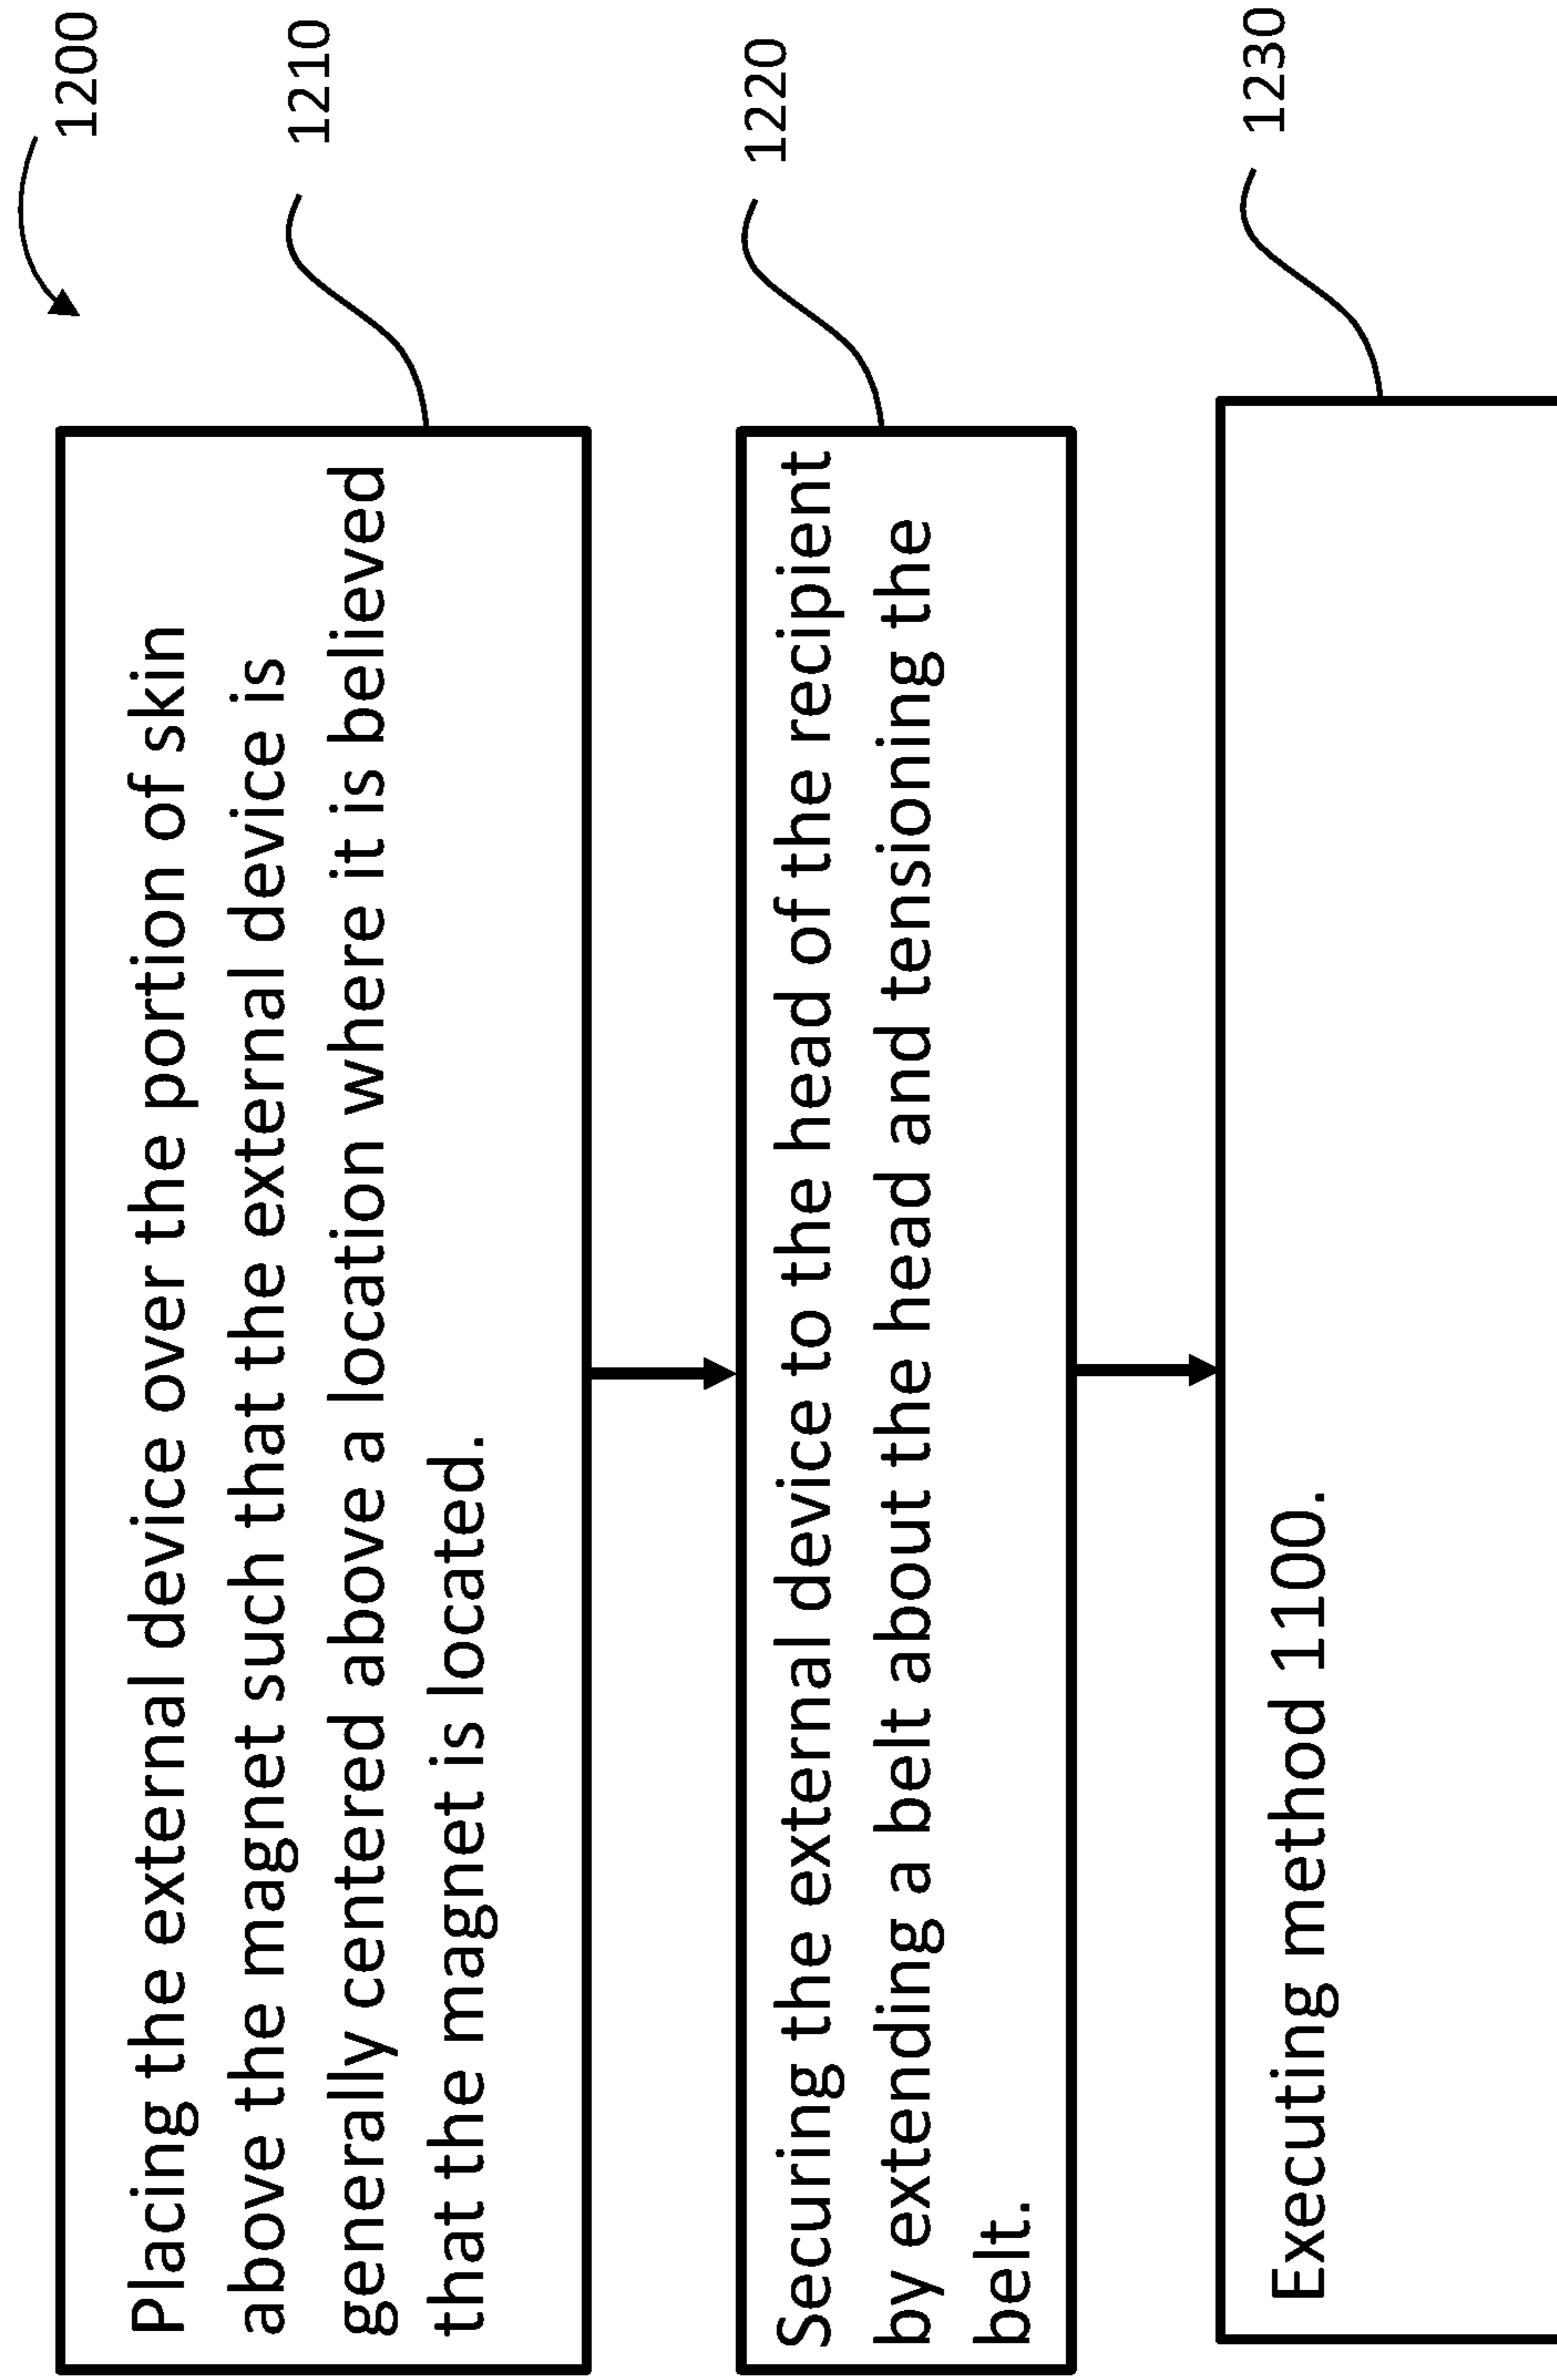 1200
Placing the external device over the portion of skin
above the magnet such that the external device is
generally centered above a location where it is believed
that the magnet is located.
1210
Securing the external device to the head of the recipient
by extending a belt about the head and tensioning the
belt.
1220
Executing method 1100.
1230